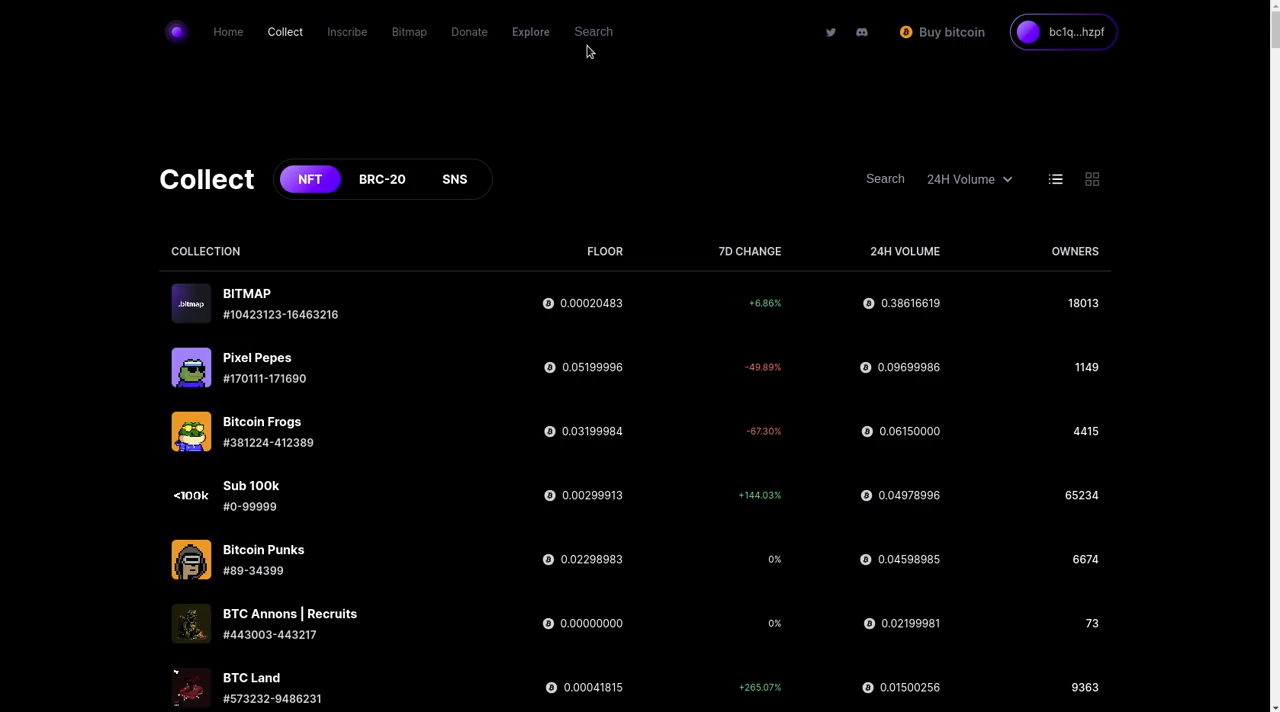 Home Collect Inscribe Bitmap Donate Explore Search Buy bitcoin bc1q...hzpf
Collect NFT BRC-20 SNS Search 24H Volume
COLLECTION FLOOR 7D CHANGE 24H VOLUME OWNERS
.bitmap
BITMAP
#10423123-16463216
0.00020483 +6.86% 0.38616619 18013
Pixel Pepes
#170111-171690
0.05199996 -49.89% 0.09699986 1149
Bitcoin Frogs
#381224-412389
0.03199984 -67.30% 0.06150000 4415
<100k
Sub 100k
#0-99999
0.00299913 +144.03% 0.04978996 65234
Bitcoin Punks
#89-34399
0.02298983 0% 0.04598985 6674
BTC Annons | Recruits
#443003-443217
0.00000000 0% 0.02199981 73
BTC Land
#573232-9486231
0.00041815 +265.07% 0.01500256 9363